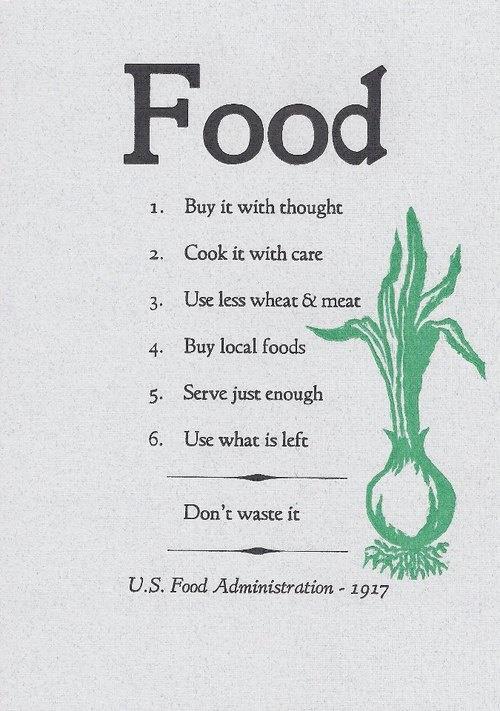 Food
1. Buy it with thought
2. Cook it with care
3. Use less wheat & meat
4. Buy local foods
5. Serve just enough
6. Use what is left
Don't waste it
U.S. Food Administration - 1917